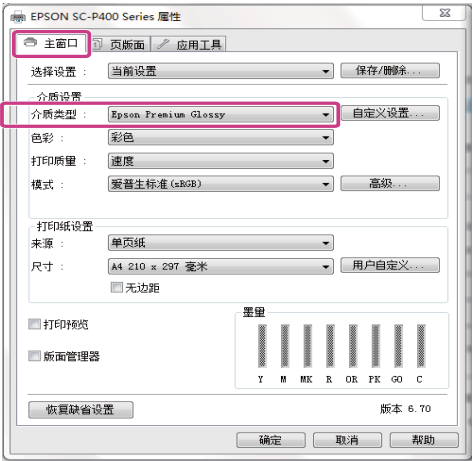 EPSON SC-P400 Series 属性
主窗口 页版面 应用工具
选择设置 : 当前设置 保存/删除...
介质设置
介质类型 : Epson Premium Glossy 自定义设置...
色彩 : 彩色
打印质量 : 速度
模式 : 爱普生标准(sRGB) 高级...
打印纸设置
来源 : 单页纸
尺寸 : A4 210 x 297 毫米 用户自定义...
无边距
打印预览
版面管理器
墨量
Y M MK R OR PK GO C
恢复缺省设置 版本 6.70
确定 取消 帮助